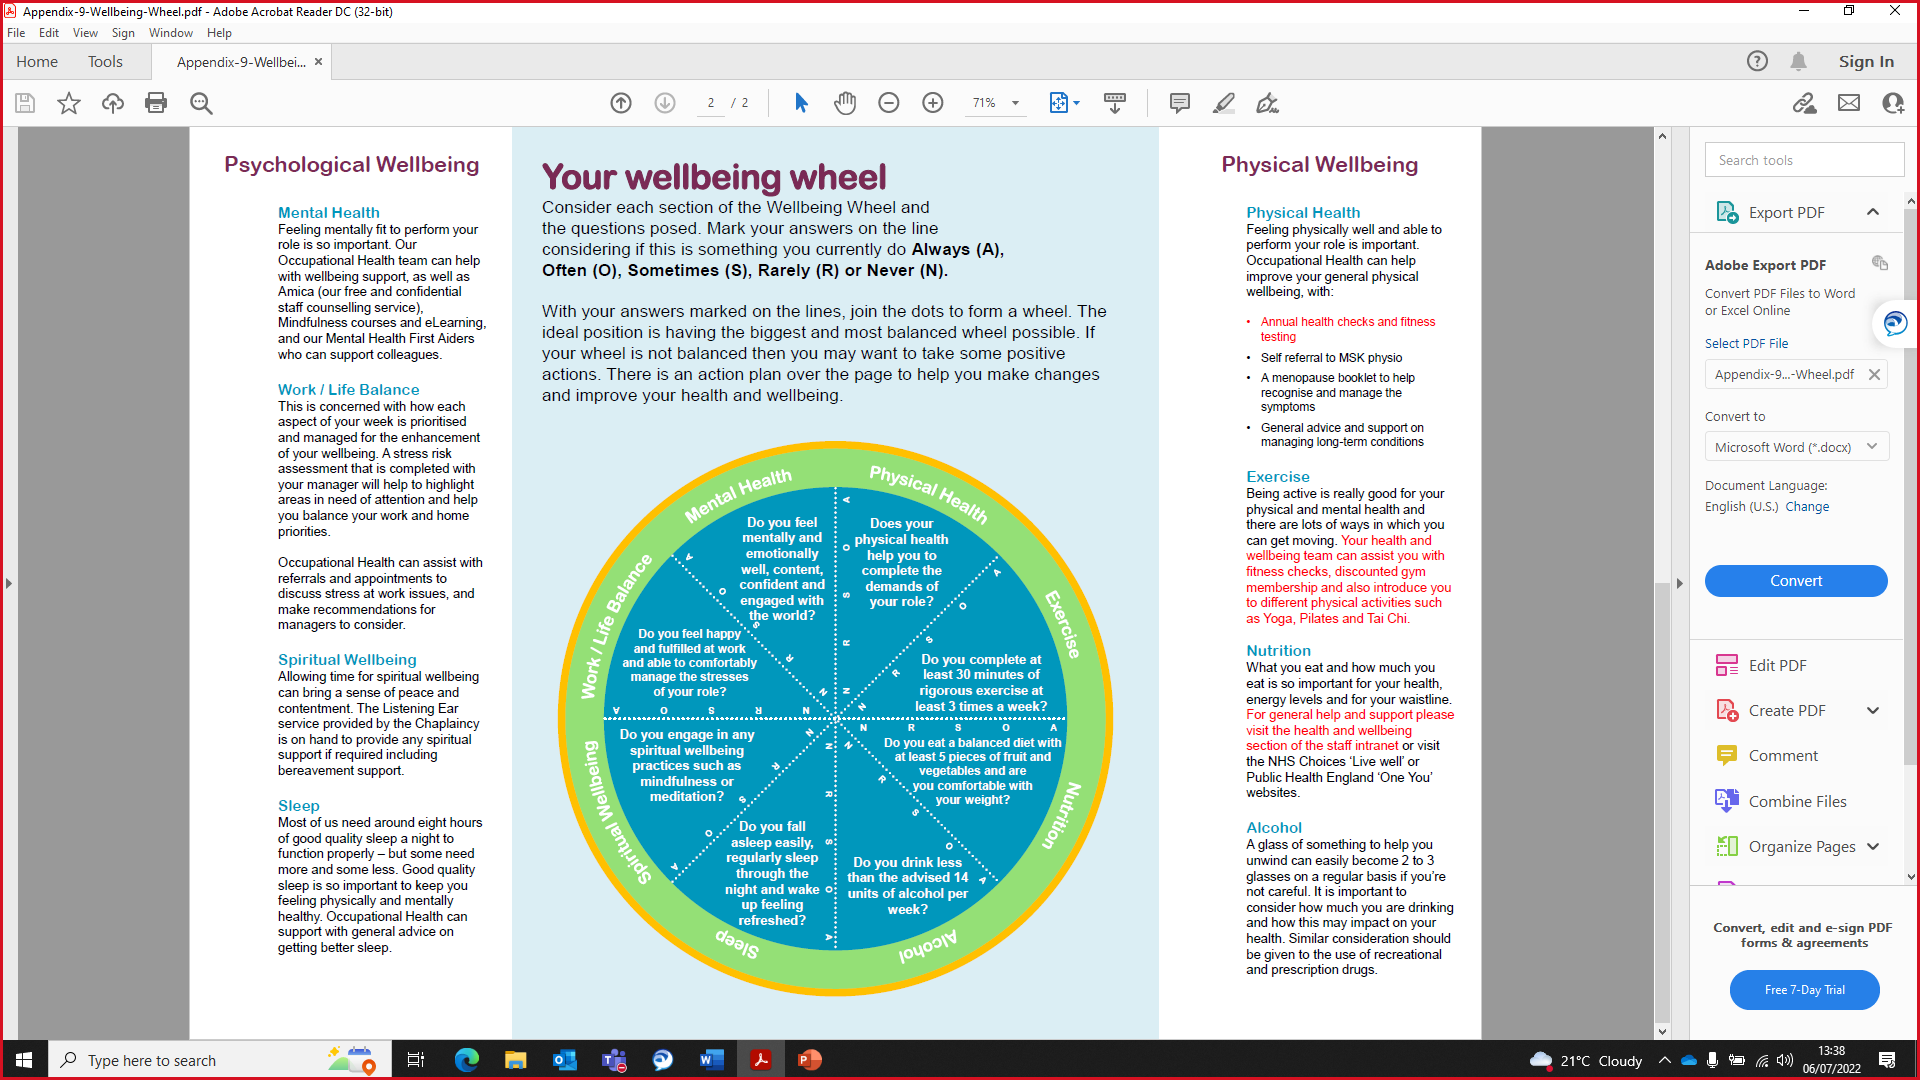 Appendix-9-Wellbeing-Wheel.pdf - Adobe Acrobat Reader DC (32-bit)
File Edit View Sign Window Help
Home Tools Appendix-9-Wellbei... × Sign In
2 / 2 71%
Psychological Wellbeing
Mental Health
Feeling mentally fit to perform your
role is so important. Our
Occupational Health team can help
with wellbeing support, as well as
Amica (our free and confidential
staff counselling service),
Mindfulness courses and eLearning,
and our Mental Health First Aiders
who can support colleagues.
Work / Life Balance
This is concerned with how each
aspect of your week is prioritised
and managed for the enhancement
of your wellbeing. A stress risk
assessment that is completed with
your manager will help to highlight
areas in need of attention and help
you balance your work and home
priorities.
Occupational Health can assist with
referrals and appointments to
discuss stress at work issues, and
make recommendations for
managers to consider.
Spiritual Wellbeing
Allowing time for spiritual wellbeing
can bring a sense of peace and
contentment. The Listening Ear
service provided by the Chaplaincy
is on hand to provide any spiritual
support if required including
bereavement support.
Sleep
Most of us need around eight hours
of good quality sleep a night to
function properly – but some need
more and some less. Good quality
sleep is so important to keep you
feeling physically and mentally
healthy. Occupational Health can
support with general advice on
getting better sleep.
Your wellbeing wheel
Consider each section of the Wellbeing Wheel and
the questions posed. Mark your answers on the line
considering if this is something you currently do Always (A),
Often (O), Sometimes (S), Rarely (R) or Never (N).
With your answers marked on the lines, join the dots to form a wheel. The
ideal position is having the biggest and most balanced wheel possible. If
your wheel is not balanced then you may want to take some positive
actions. There is an action plan over the page to help you make changes
and improve your health and wellbeing.
Mental Health
Do you feel
mentally and
emotionally
well, content,
confident and
engaged with
the world?
A O S R N
Physical Health
Does your
physical health
help you to
complete the
demands of
your role?
A O S R N
Exercise
Do you complete at
least 30 minutes of
rigorous exercise at
least 3 times a week?
A O S R N
Nutrition
Do you eat a balanced diet with
at least 5 pieces of fruit and
vegetables and are
you comfortable with
your weight?
N R S O A
Alcohol
Do you drink less
than the advised 14
units of alcohol per
week?
N R S O A
Sleep
Do you fall
asleep easily,
regularly sleep
through the
night and wake
up feeling
refreshed?
N R S O A
Spiritual Wellbeing
Do you engage in any
spiritual wellbeing
practices such as
mindfulness or
meditation?
N R S O A
Work / Life Balance
Do you feel happy
and fulfilled at work
and able to comfortably
manage the stresses
of your role?
A O S R N
Physical Wellbeing
Physical Health
Feeling physically well and able to
perform your role is important.
Occupational Health can help
improve your general physical
wellbeing, with:
• Annual health checks and fitness
testing
• Self referral to MSK physio
• A menopause booklet to help
recognise and manage the
symptoms
• General advice and support on
managing long-term conditions
Exercise
Being active is really good for your
physical and mental health and
there are lots of ways in which you
can get moving. Your health and
wellbeing team can assist you with
fitness checks, discounted gym
membership and also introduce you
to different physical activities such
as Yoga, Pilates and Tai Chi.
Nutrition
What you eat and how much you
eat is so important for your health,
energy levels and for your waistline.
For general help and support please
visit the health and wellbeing
section of the staff intranet or visit
the NHS Choices ‘Live well’ or
Public Health England ‘One You’
websites.
Alcohol
A glass of something to help you
unwind can easily become 2 to 3
glasses on a regular basis if you’re
not careful. It is important to
consider how much you are drinking
and how this may impact on your
health. Similar consideration should
be given to the use of recreational
and prescription drugs.
Search tools
Export PDF
Adobe Export PDF
Convert PDF Files to Word
or Excel Online
Select PDF File
Appendix-9...-Wheel.pdf
Convert to
Microsoft Word (*.docx)
Document Language:
English (U.S.) Change
Convert
Edit PDF
Create PDF
Comment
Combine Files
Organize Pages
Convert, edit and e-sign PDF
forms & agreements
Free 7-Day Trial
Type here to search
21°C Cloudy
13:38
06/07/2022